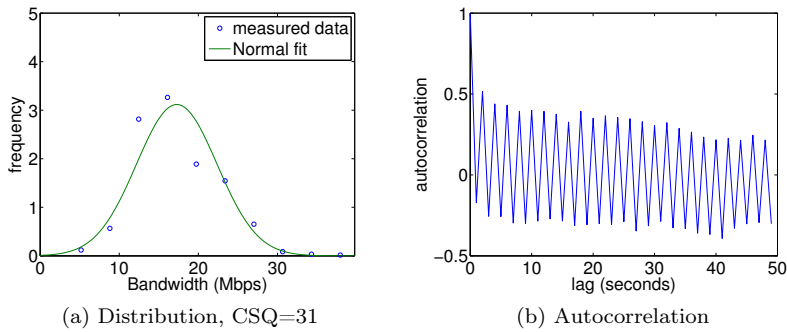 5
4
3
2
1
0
0 10 20 30
frequency
Bandwidth (Mbps)
measured data
Normal fit
(a) Distribution, CSQ=31
1
0.5
0
−0.5
0 10 20 30 40 50
autocorrelation
lag (seconds)
(b) Autocorrelation